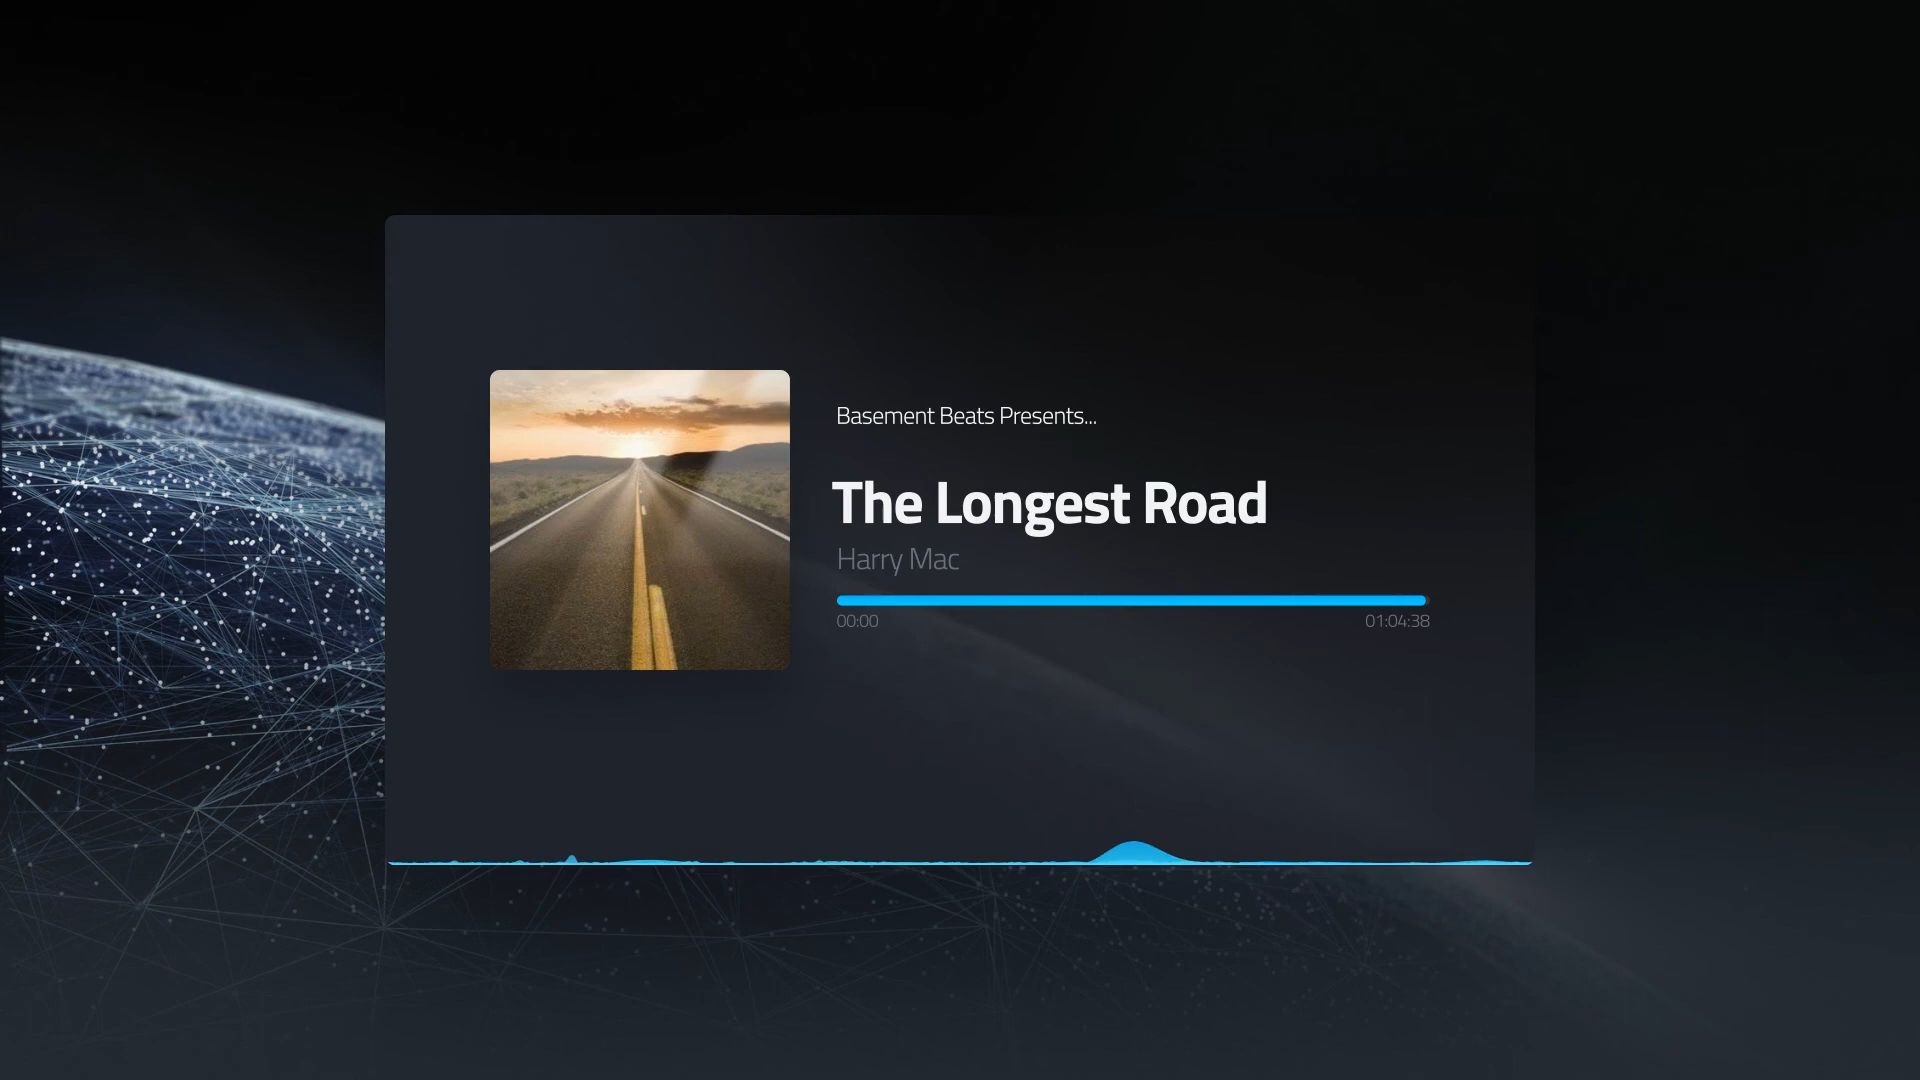 Basement Beats Presents...
The Longest Road
Harry Mac
00:00
01:04:38